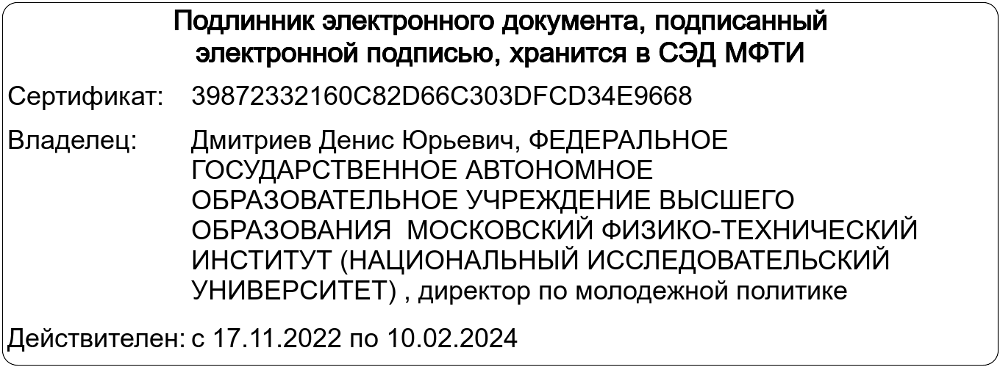 Подлинник электронного документа, подписанный
электронной подписью, хранится в СЭД МФТИ
Сертификат: 39872332160C82D66C303DFCD34E9668
Владелец: Дмитриев Денис Юрьевич, ФЕДЕРАЛЬНОЕ
ГОСУДАРСТВЕННОЕ АВТОНОМНОЕ
ОБРАЗОВАТЕЛЬНОЕ УЧРЕЖДЕНИЕ ВЫСШЕГО
ОБРАЗОВАНИЯ  МОСКОВСКИЙ ФИЗИКО-ТЕХНИЧЕСКИЙ
ИНСТИТУТ (НАЦИОНАЛЬНЫЙ ИССЛЕДОВАТЕЛЬСКИЙ
УНИВЕРСИТЕТ) , директор по молодежной политике
Действителен: с 17.11.2022 по 10.02.2024